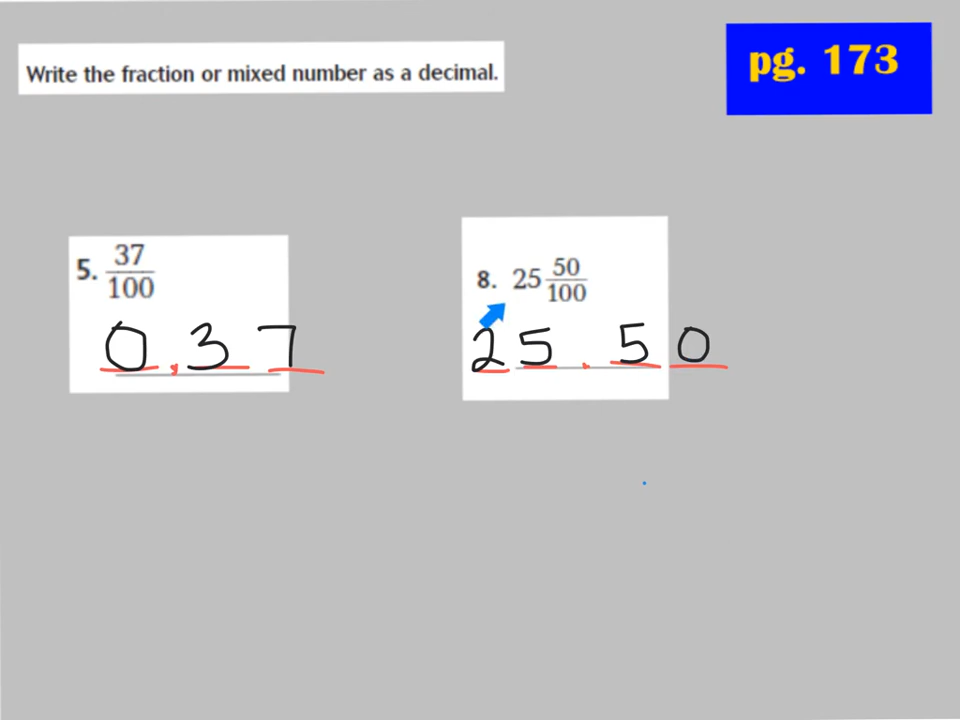 Write the fraction or mixed number as a decimal.
pg. 173
5. 37/100
0.37
8. 25 50/100
25.50